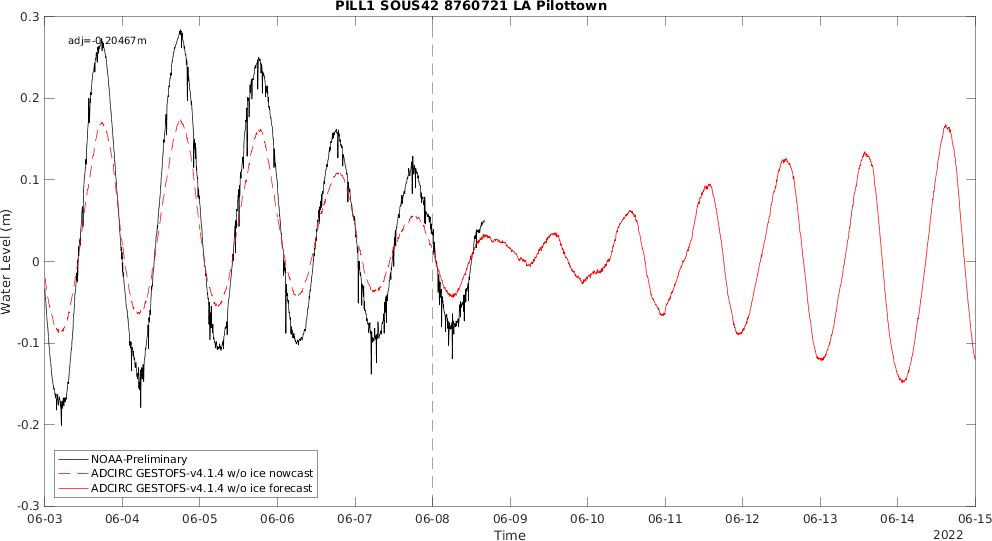 PILL1 SOUS42 8760721 LA Pilottown
adj=-0.20467m
0.3
0.2
0.1
0
-0.1
-0.2
-0.3
Water Level (m)
NOAA-Preliminary
ADCIRC GESTOFS-v4.1.4 w/o ice nowcast
ADCIRC GESTOFS-v4.1.4 w/o ice forecast
06-03 06-04 06-05 06-06 06-07 06-08 06-09 06-10 06-11 06-12 06-13 06-14 06-15
Time
2022